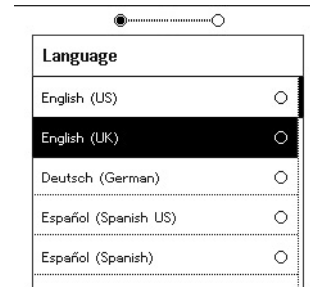 Language
English (US)
English (UK)
Deutsch (German)
Español (Spanish US)
Español (Spanish)